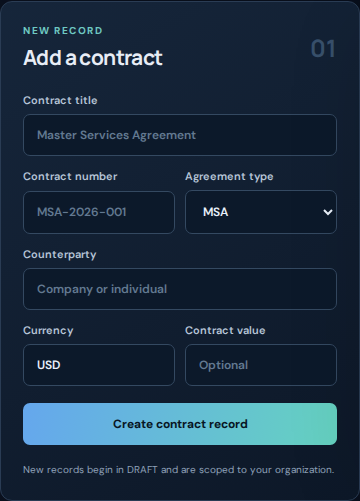 NEW RECORD
Add a contract
01
Contract title
Master Services Agreement
Contract number
Agreement type
MSA-2026-001
MSA
Counterparty
Company or individual
Currency
Contract value
USD
Optional
Create contract record
New records begin in DRAFT and are scoped to your organization.